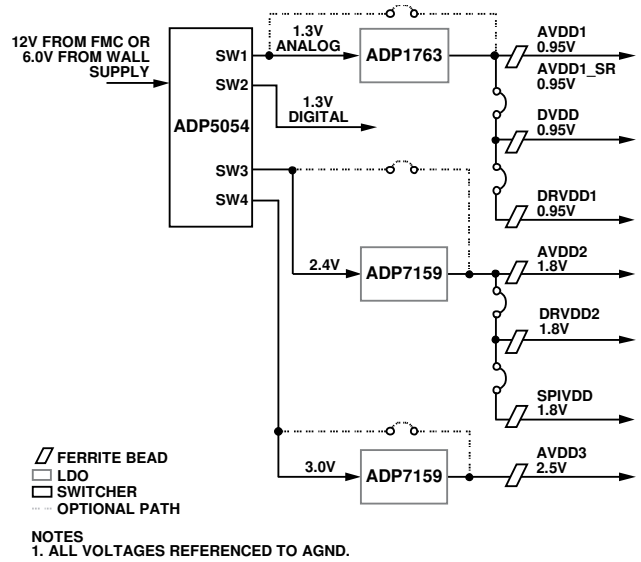 12V FROM FMC OR
6.0V FROM WALL
SUPPLY
ADP5054
SW1
SW2
SW3
SW4
1.3V
ANALOG
1.3V
DIGITAL
ADP1763
AVDD1
0.95V
AVDD1_SR
0.95V
DVDD
0.95V
DRVDD1
0.95V
2.4V
ADP7159
AVDD2
1.8V
DRVDD2
1.8V
SPIVDD
1.8V
3.0V
ADP7159
AVDD3
2.5V
FERRITE BEAD
LDO
SWITCHER
OPTIONAL PATH
NOTES
1. ALL VOLTAGES REFERENCED TO AGND.